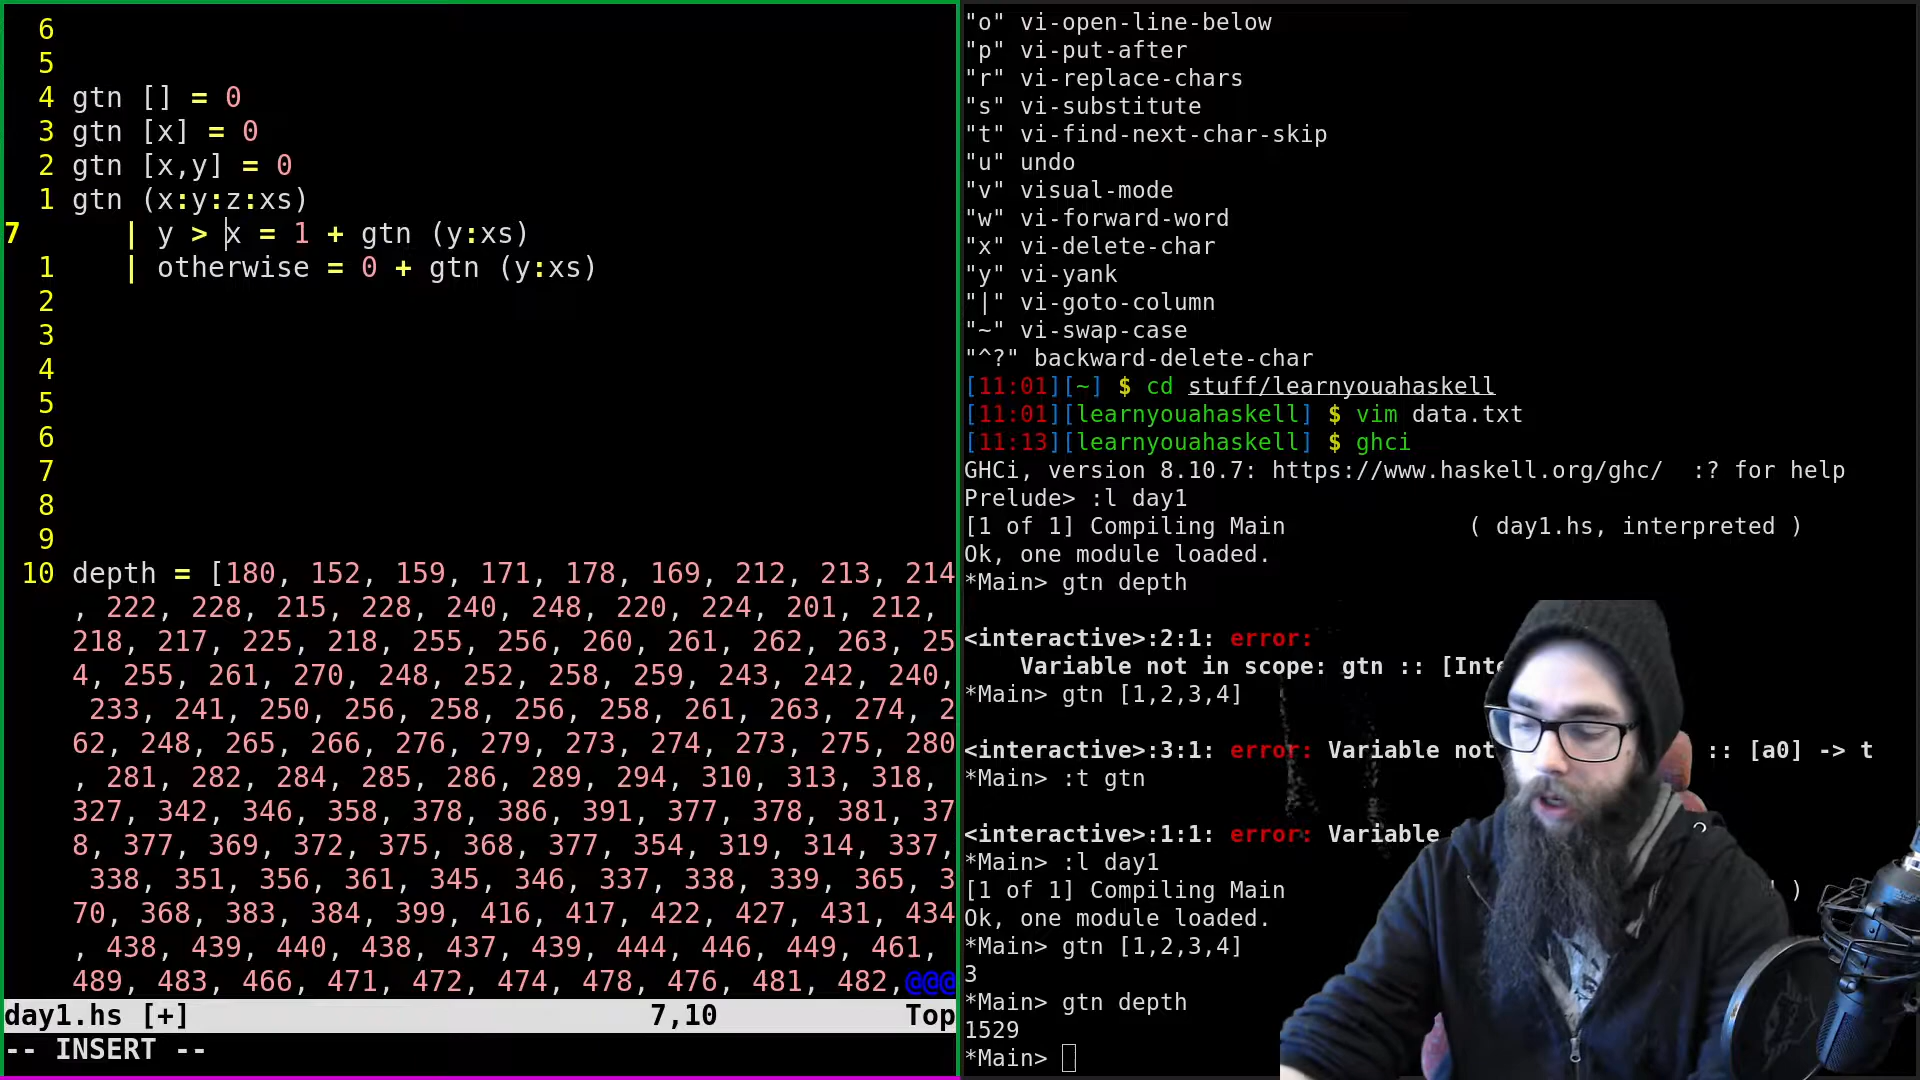 6
5
4 gtn [] = 0
3 gtn [x] = 0
2 gtn [x,y] = 0
1 gtn (x:y:z:xs)
7 | y > x = 1 + gtn (y:xs)
1 | otherwise = 0 + gtn (y:xs)
2
3
4
5
6
7
8
9
10 depth = [180, 152, 159, 171, 178, 169, 212, 213, 214
, 222, 228, 215, 228, 240, 248, 220, 224, 201, 212,
218, 217, 225, 218, 255, 256, 260, 261, 262, 263, 25
4, 255, 261, 270, 248, 252, 258, 259, 243, 242, 240,
233, 241, 250, 256, 258, 256, 258, 261, 263, 274, 2
62, 248, 265, 266, 276, 279, 273, 274, 273, 275, 280
, 281, 282, 284, 285, 286, 289, 294, 310, 313, 318,
327, 342, 346, 358, 378, 386, 391, 377, 378, 381, 37
8, 377, 369, 372, 375, 368, 377, 354, 319, 314, 337,
338, 351, 356, 361, 345, 346, 337, 338, 339, 365, 3
70, 368, 383, 384, 399, 416, 417, 422, 427, 431, 434
, 438, 439, 440, 438, 437, 439, 444, 446, 449, 461,
489, 483, 466, 471, 472, 474, 478, 476, 481, 482,@@@
day1.hs [+] 7,10 Top
-- INSERT --
"o" vi-open-line-below
"p" vi-put-after
"r" vi-replace-chars
"s" vi-substitute
"t" vi-find-next-char-skip
"u" undo
"v" visual-mode
"w" vi-forward-word
"x" vi-delete-char
"y" vi-yank
"|" vi-goto-column
"~" vi-swap-case
"^?" backward-delete-char
[11:01][~] $ cd stuff/learnyouahaskell
[11:01][learnyouahaskell] $ vim data.txt
[11:13][learnyouahaskell] $ ghci
GHCi, version 8.10.7: https://www.haskell.org/ghc/ :? for help
Prelude> :l day1
[1 of 1] Compiling Main ( day1.hs, interpreted )
Ok, one module loaded.
*Main> gtn depth
<interactive>:2:1: error:
Variable not in scope: gtn :: [Inte
*Main> gtn [1,2,3,4]
<interactive>:3:1: error: Variable not :: [a0] -> t
*Main> :t gtn
<interactive>:1:1: error: Variable
*Main> :l day1
[1 of 1] Compiling Main )
Ok, one module loaded.
*Main> gtn [1,2,3,4]
3
*Main> gtn depth
1529
*Main>